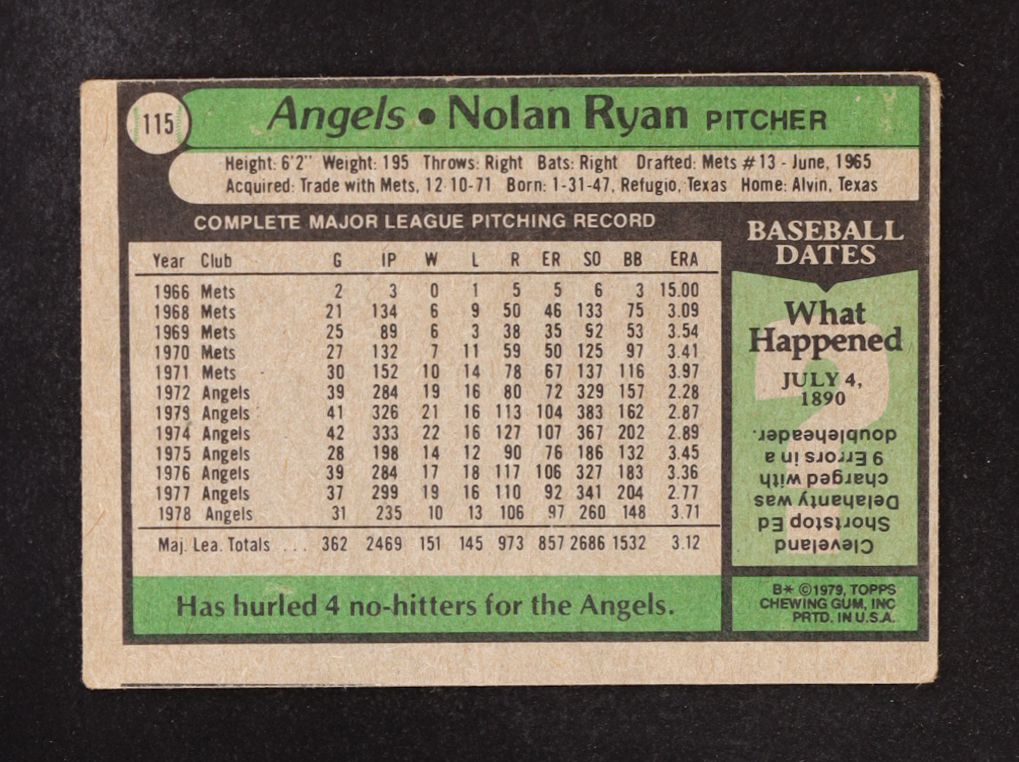 115
Angels • Nolan Ryan PITCHER
Height: 6'2" Weight: 195 Throws: Right Bats: Right Drafted: Mets #13 - June, 1965
Acquired: Trade with Mets, 12-10-71 Born: 1-31-47, Refugio, Texas Home: Alvin, Texas
COMPLETE MAJOR LEAGUE PITCHING RECORD
Year Club G IP W L R ER SO BB ERA
1966 Mets 2 3 0 1 5 5 6 3 15.00
1968 Mets 21 134 6 9 50 46 133 75 3.09
1969 Mets 25 89 6 3 38 35 92 53 3.54
1970 Mets 27 132 7 11 59 50 125 97 3.41
1971 Mets 30 152 10 14 78 67 137 116 3.97
1972 Angels 39 284 19 16 80 72 329 157 2.28
1973 Angels 41 326 21 16 113 104 383 162 2.87
1974 Angels 42 333 22 16 127 107 367 202 2.89
1975 Angels 28 198 14 12 90 76 186 132 3.45
1976 Angels 39 284 17 18 117 106 327 183 3.36
1977 Angels 37 299 19 16 110 92 341 204 2.77
1978 Angels 31 235 10 13 106 97 260 148 3.71
Maj. Lea. Totals ... 362 2469 151 145 973 857 2686 1532 3.12
Has hurled 4 no-hitters for the Angels.
BASEBALL
DATES
What
Happened
JULY 4,
1890
?
Cleveland
Shortstop Ed
Delahanty was
charged with
9 Errors in a
doubleheader.
B* ©1979, TOPPS
CHEWING GUM, INC
PRTD. IN U.S.A.